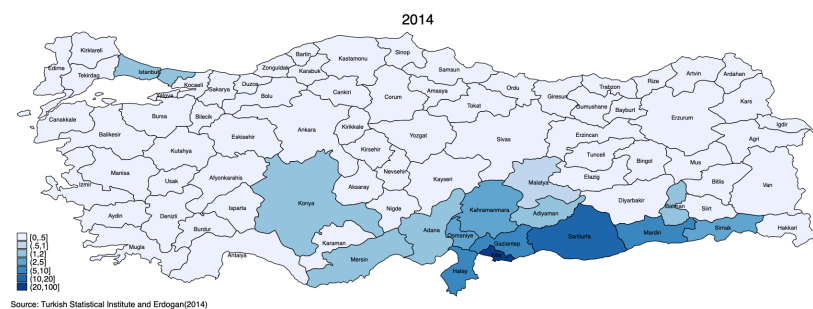 2014
Kirklareli
Edirne
Tekirdag
Istanbul
Kocaeli
Yalova
Sakarya
Duzce
Zonguldak
Bartin
Karabuk
Kastamonu
Sinop
Samsun
Ordu
Giresun
Trabzon
Rize
Artvin
Ardahan
Kars
Igdir
Agri
Canakkale
Balikesir
Bursa
Bilecik
Bolu
Cankiri
Corum
Amasya
Tokat
Gumushane
Bayburt
Erzurum
Erzincan
Eskisehir
Ankara
Kirikkale
Yozgat
Sivas
Kutahya
Kirsehir
Tunceli
Bingol
Mus
Manisa
Usak
Afyonkarahis
Nevsehir
Kayseri
Malatya
Elazig
Bitlis
Van
Izmir
Aksaray
Diyarbakir
Batman
Siirt
Aydin
Denizli
Isparta
Konya
Nigde
Kahramanmara
Adiyaman
Burdur
Adana
Osmaniye
Gaziantep
Sanliurfa
Mardin
Sirnak
Hakkari
Mugla
Antalya
Karaman
Mersin
Hatay
[0,.5]
(.5,1]
(1,2]
(2,5]
(5,10]
(10,20]
(20,100]
Source: Turkish Statistical Institute and Erdogan(2014)